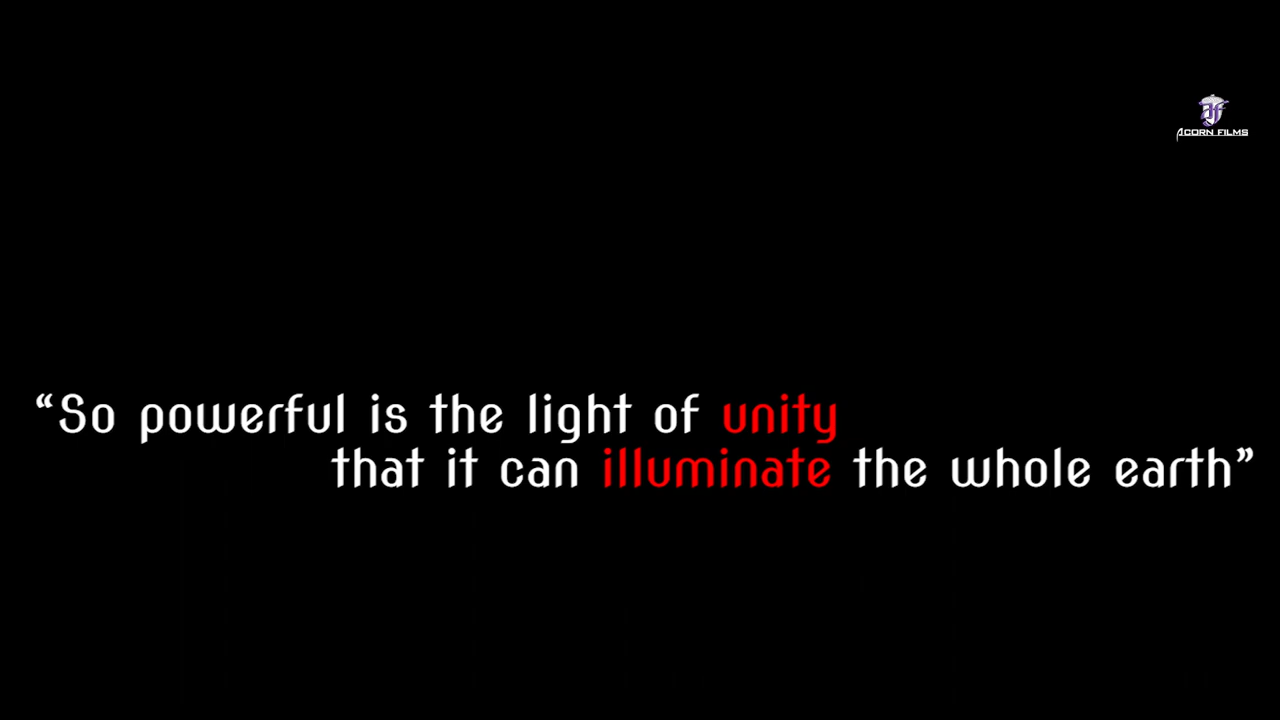 ACORN FILMS
“So powerful is the light of unity
that it can illuminate the whole earth”